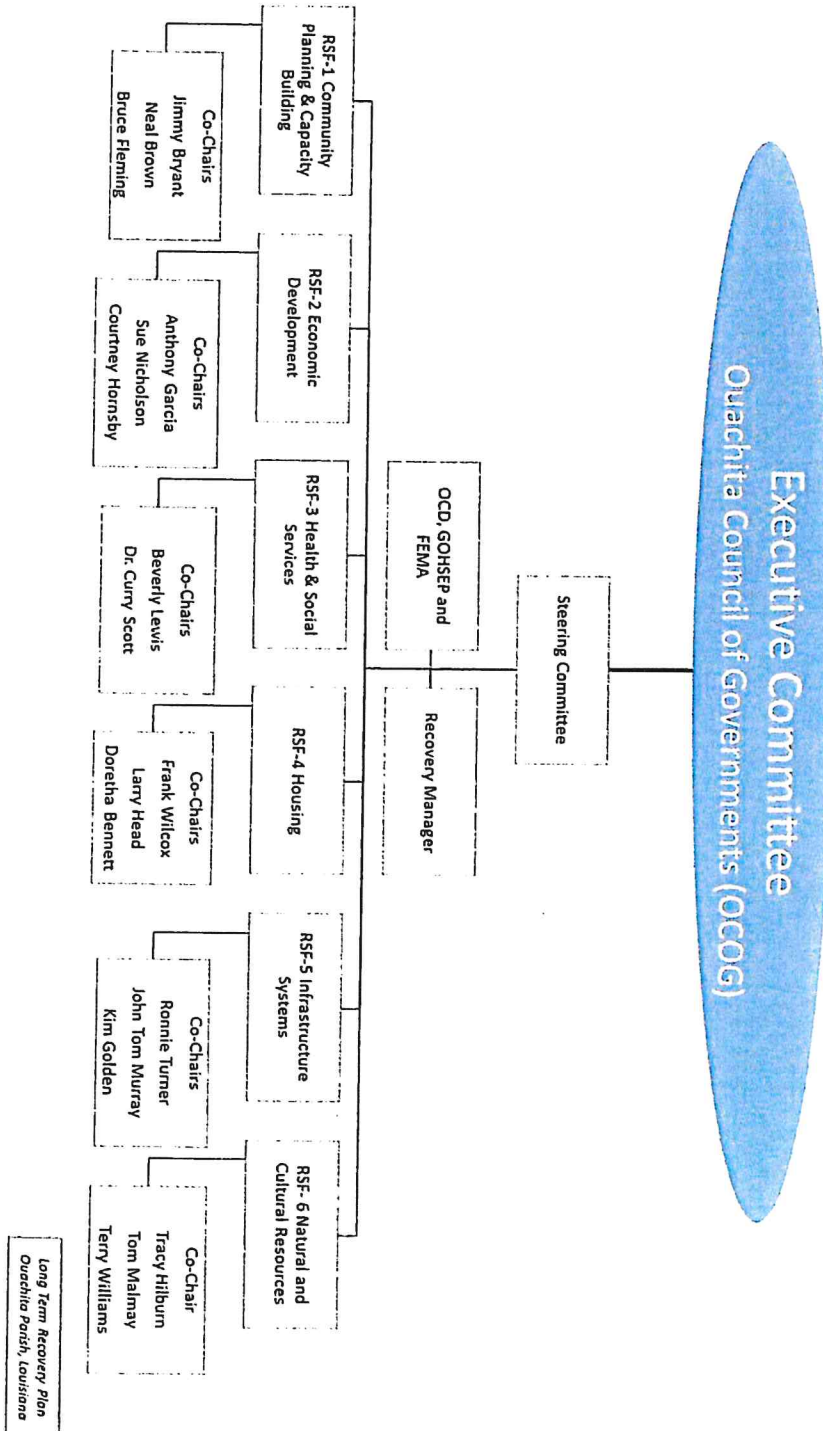 Executive Committee
Ouachita Council of Governments (OCOG)
Steering Committee
OCD, GOHSEP and
FEMA
Recovery Manager
RSF-1 Community
Planning & Capacity
Building
Co-Chairs
Jimmy Bryant
Neal Brown
Bruce Fleming
RSF-2 Economic
Development
Co-Chairs
Anthony Garcia
Sue Nicholson
Courtney Hornsby
RSF-3 Health & Social
Services
Co-Chairs
Beverly Lewis
Dr. Curry Scott
RSF-4 Housing
Co-Chairs
Frank Wilcox
Larry Head
Doretha Bennett
RSF-5 Infrastructure
Systems
Co-Chairs
Ronnie Turner
John Tom Murray
Kim Golden
RSF- 6 Natural and
Cultural Resources
Co-Chair
Tracy Hilburn
Tom Malmay
Terry Williams
Long Term Recovery Plan
Ouachita Parish, Louisiana